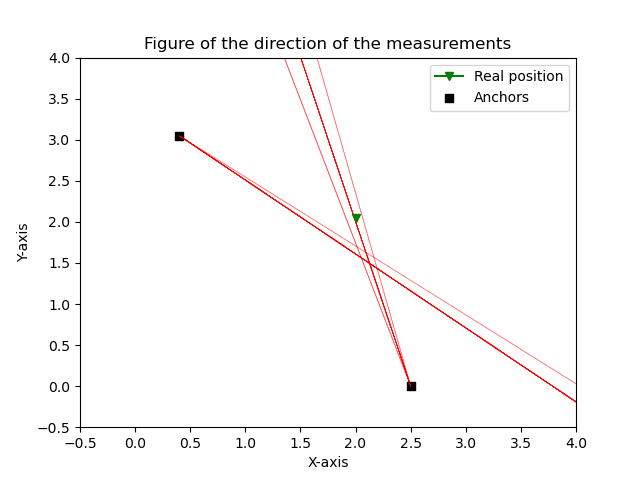 Figure of the direction of the measurements
Real position
Anchors
Y-axis
4.0
3.5
3.0
2.5
2.0
1.5
1.0
0.5
0.0
−0.5
−0.5 0.0 0.5 1.0 1.5 2.0 2.5 3.0 3.5 4.0
X-axis